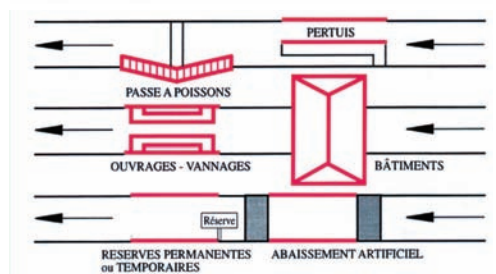 PERTUIS
PASSE A POISSONS
OUVRAGES - VANNAGES
BÂTIMENTS
Réserve
RESERVES PERMANENTES
ou TEMPORAIRES
ABAISSEMENT ARTIFICIEL